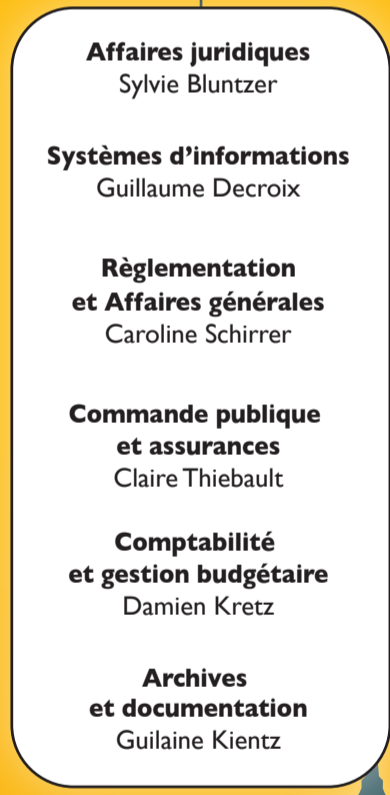 Affaires juridiques
Sylvie Bluntzer
Systèmes d’informations
Guillaume Decroix
Règlementation
et Affaires générales
Caroline Schirrer
Commande publique
et assurances
Claire Thiebault
Comptabilité
et gestion budgétaire
Damien Kretz
Archives
et documentation
Guilaine Kientz